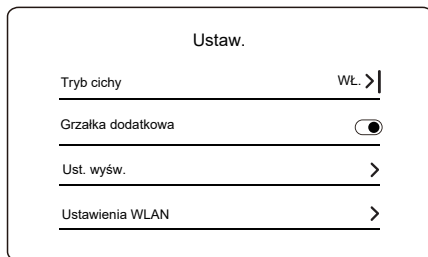 Ustaw.
Tryb cichy WŁ.
Grzałka dodatkowa
Ust. wyśw.
Ustawienia WLAN